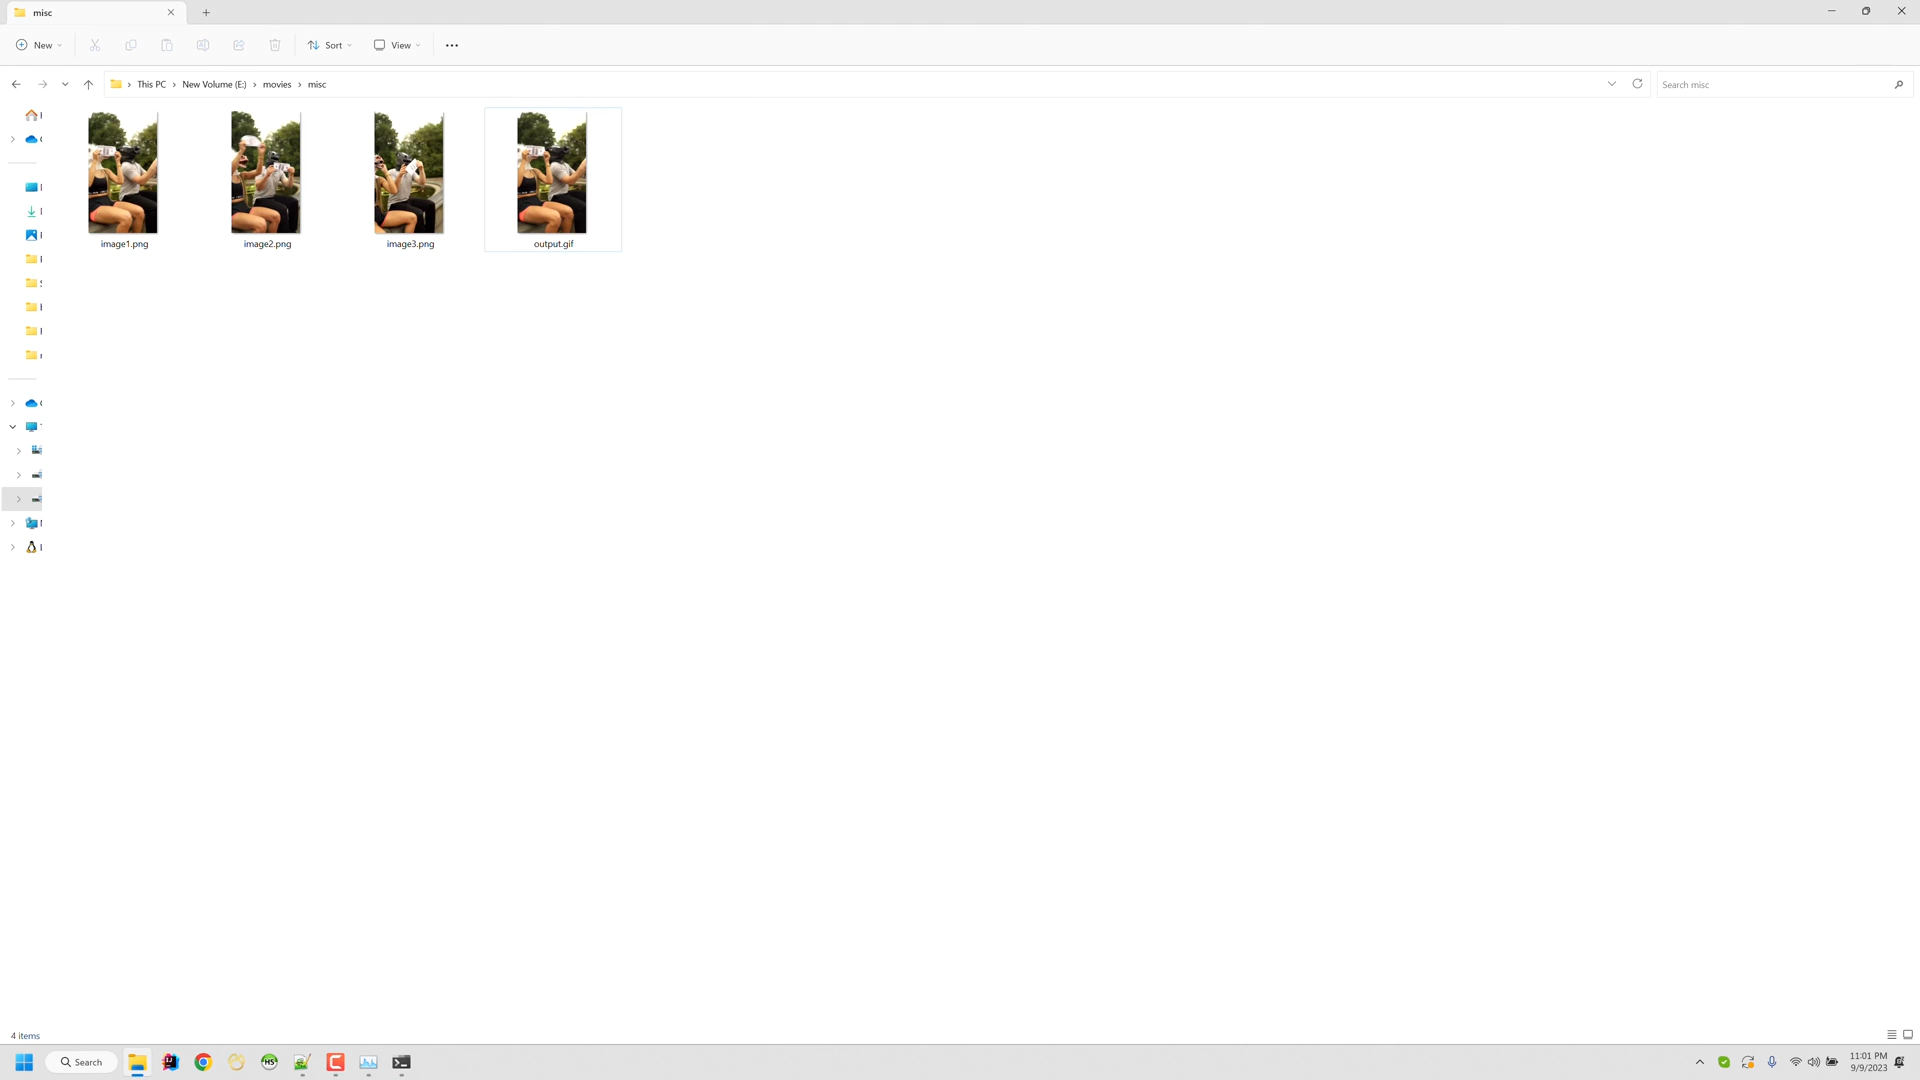 misc
New
Sort
View
This PC
New Volume (E:)
movies
misc
Search misc
image1.png
image2.png
image3.png
output.gif
4 items
Search
11:01 PM
9/9/2023